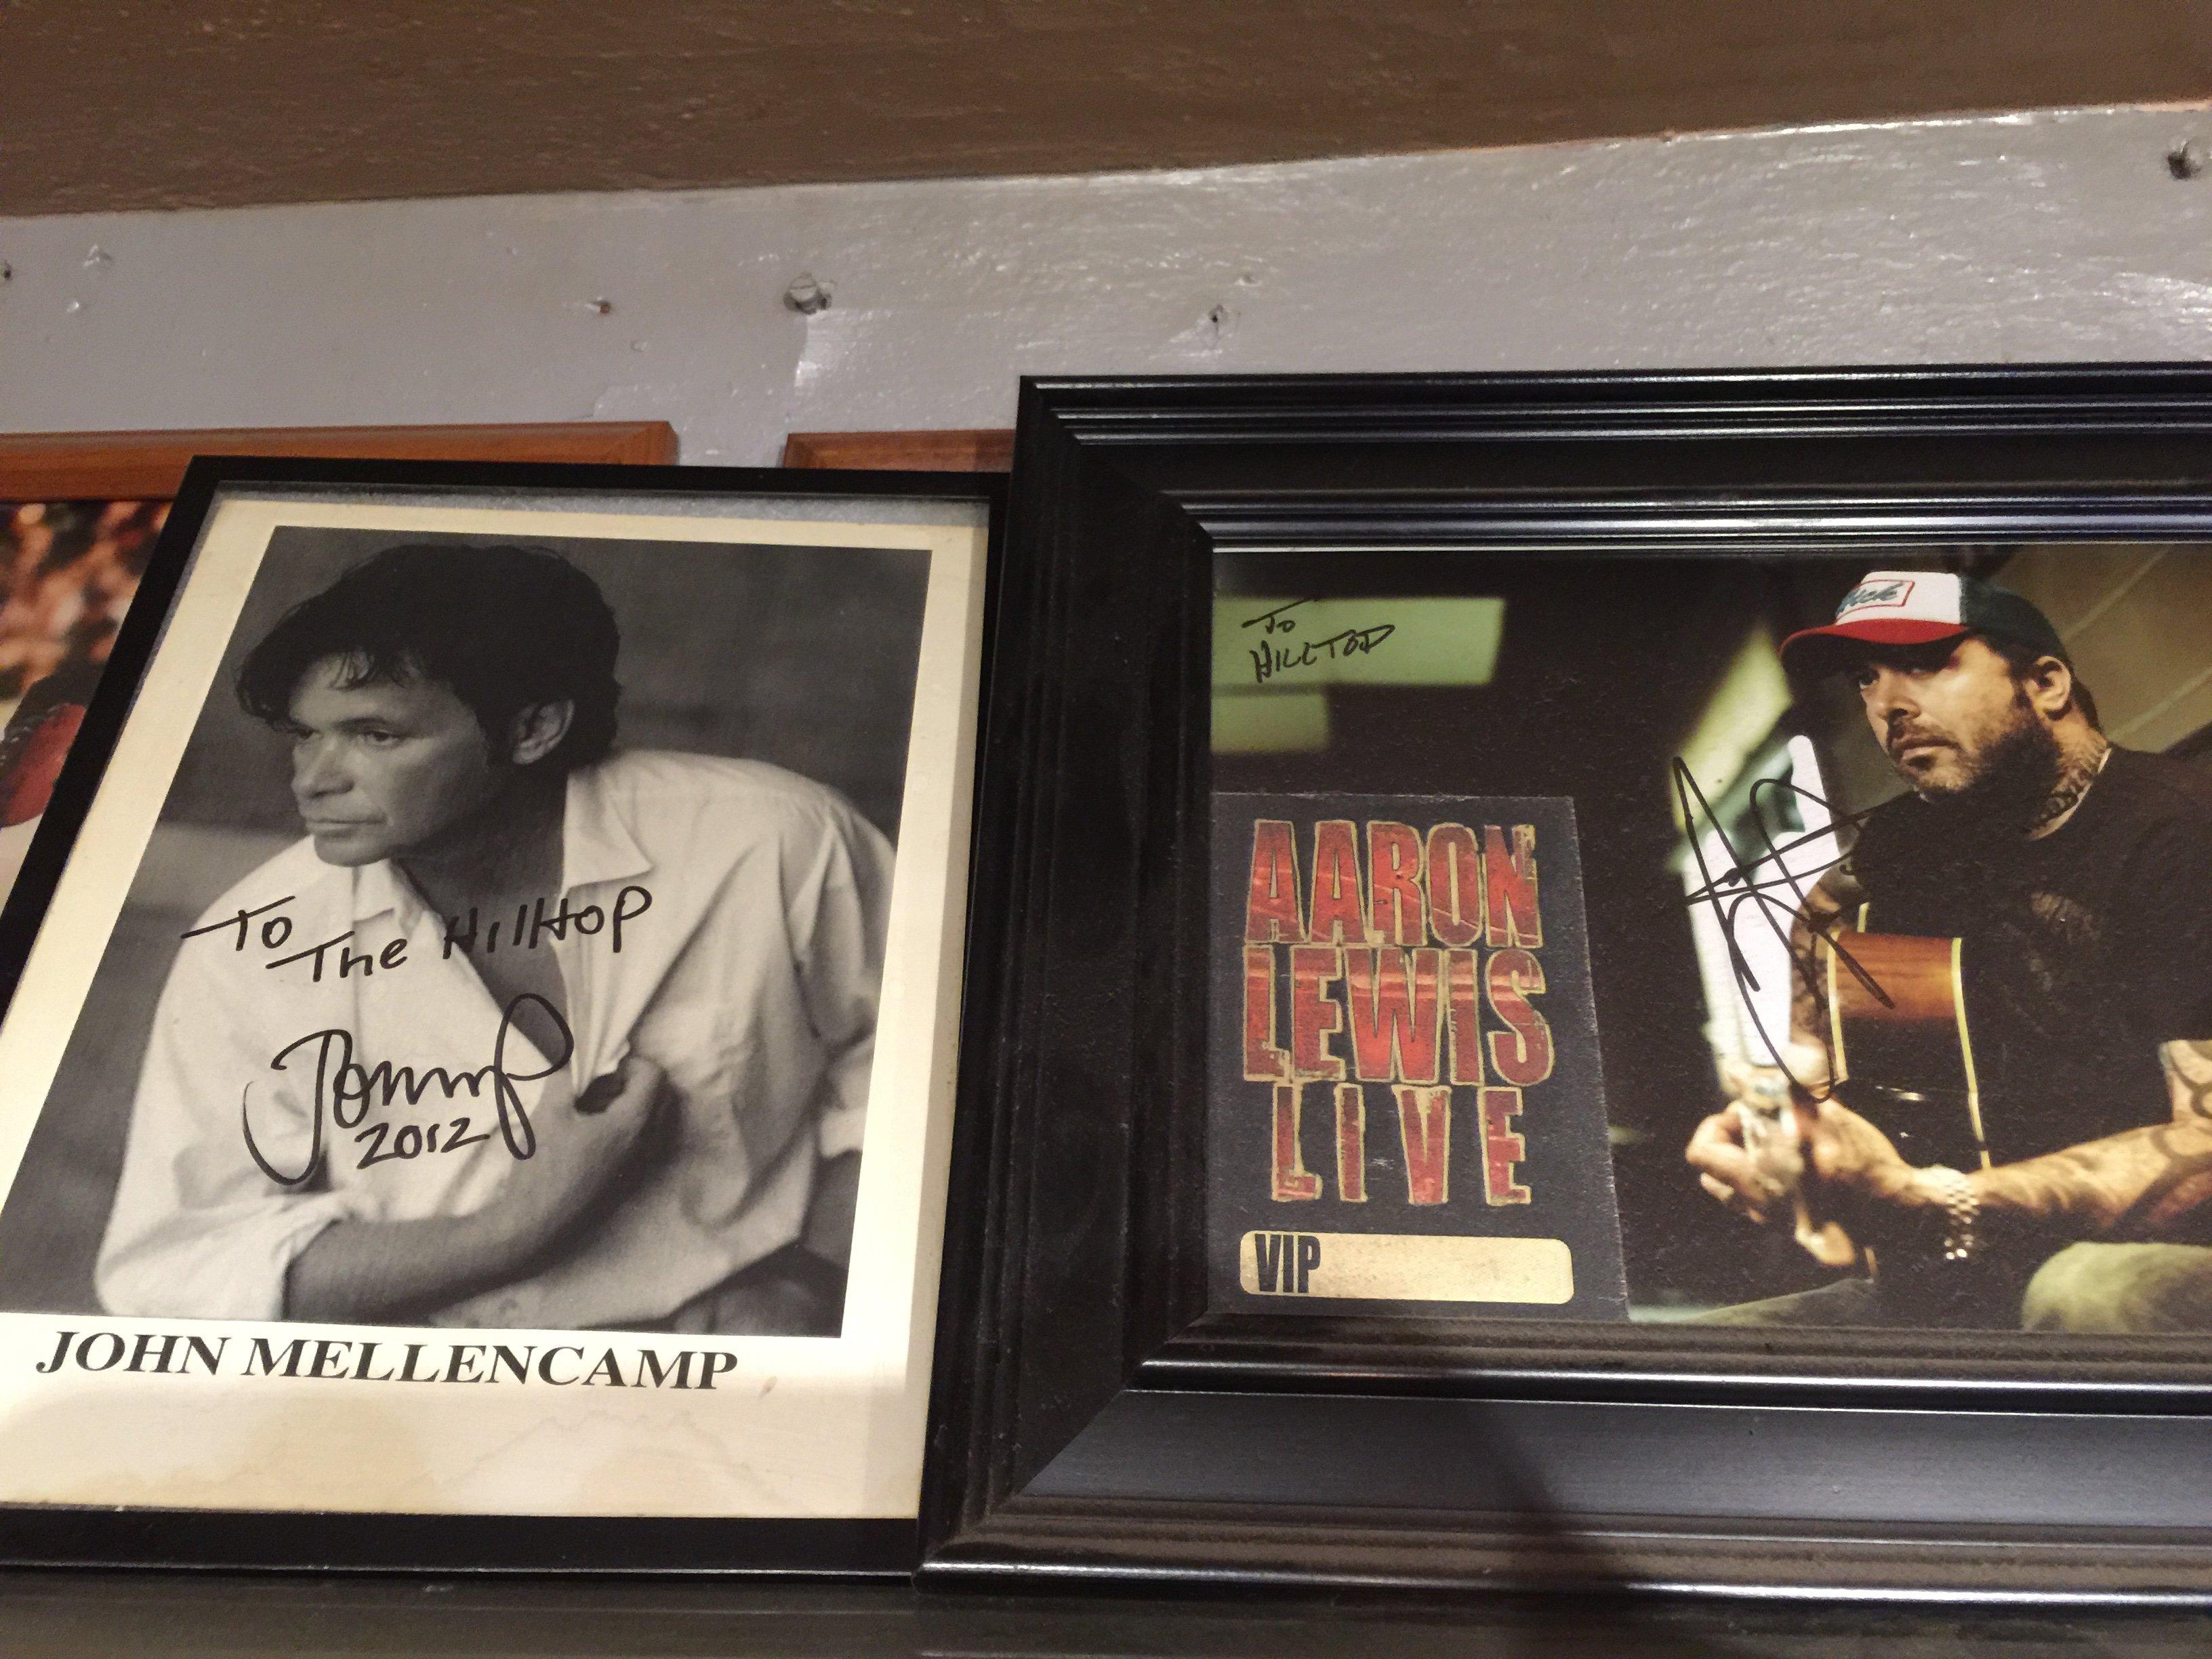 To
The Hilltop
2012
JOHN MELLENCAMP
To
HILLTOP
AARON
LEWIS
LIVE
VIP